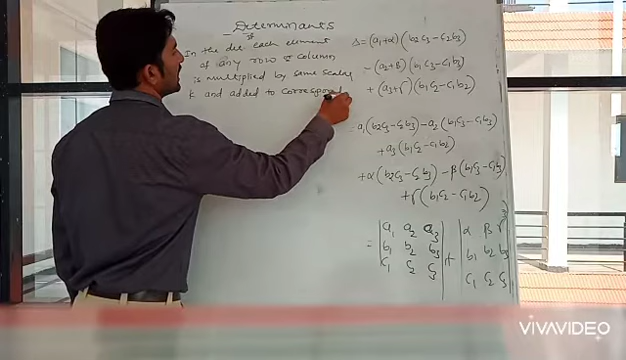 Determinants
If
In the det each element
of any row or column
is multiplied by same scalar
K and added to correspond
Δ = (a₁+α) (b₂c₃ - c₂b₃)
- (a₂+β) (b₁c₃ - c₁b₃)
+ (a₃+γ) (b₁c₂ - c₁b₂)
= a₁(b₂c₃ - c₂b₃) - a₂(b₁c₃ - c₁b₃)
+ a₃(b₁c₂ - c₁b₂)
+ α(b₂c₃ - c₂b₃) - β(b₁c₃ - c₁b₃)
+ γ(b₁c₂ - c₁b₂)
= | a₁ a₂ a₃ | + | α β γ |
| b₁ b₂ b₃ | | b₁ b₂ b₃ |
| c₁ c₂ c₃ | | c₁ c₂ c₃ |
VIVAVIDEO